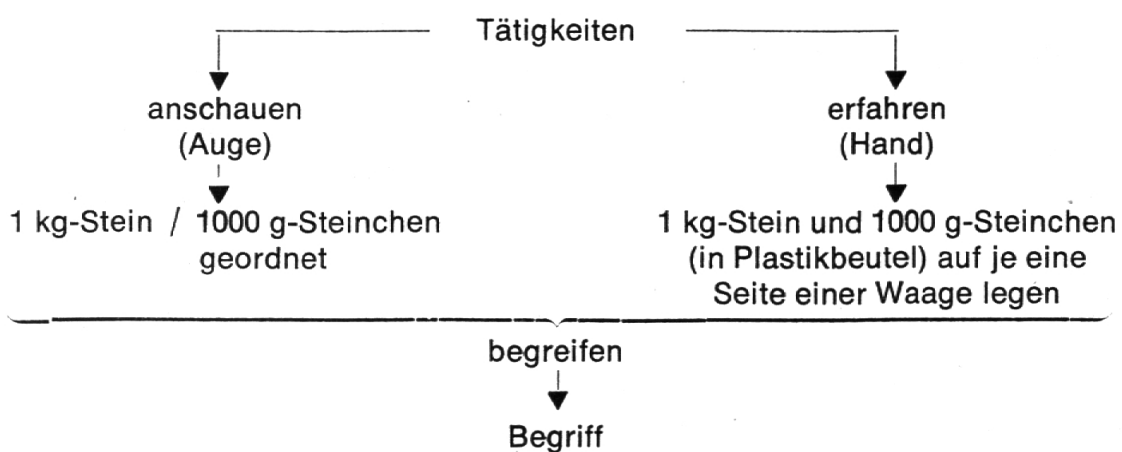 Tätigkeiten
anschauen
(Auge)
1 kg-Stein / 1000 g-Steinchen
geordnet
erfahren
(Hand)
1 kg-Stein und 1000 g-Steinchen
(in Plastikbeutel) auf je eine
Seite einer Waage legen
begreifen
Begriff